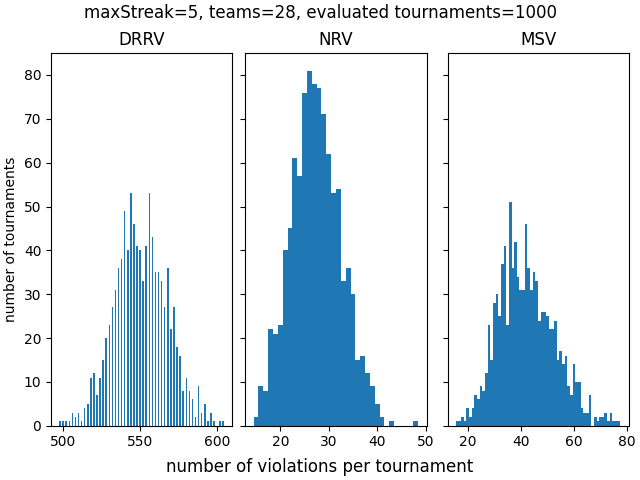 maxStreak=5, teams=28, evaluated tournaments=1000
DRRV NRV MSV
number of tournaments
80
70
60
50
40
30
20
10
0
500 550 600 20 30 40 50 20 40 60 80
number of violations per tournament